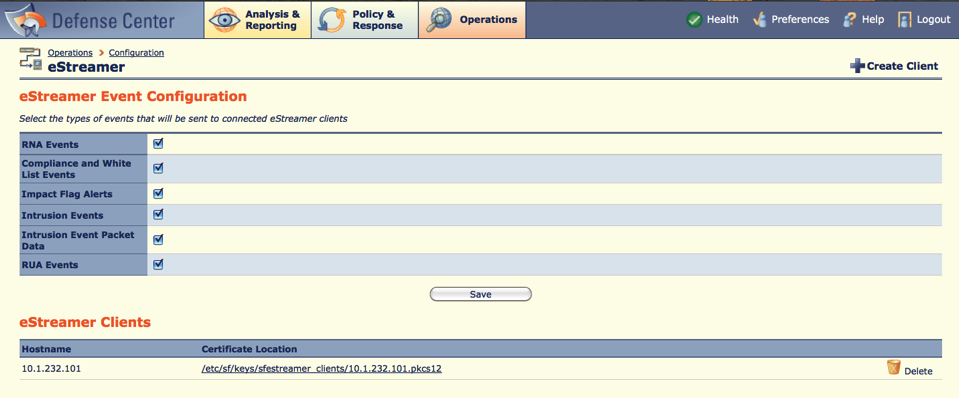 Defense Center
Analysis & Reporting
Policy & Response
Operations
Health
Preferences
Help
Logout
Operations > Configuration
eStreamer
Create Client
eStreamer Event Configuration
Select the types of events that will be sent to connected eStreamer clients
RNA Events
Compliance and White
List Events
Impact Flag Alerts
Intrusion Events
Intrusion Event Packet
Data
RUA Events
Save
eStreamer Clients
Hostname Certificate Location
10.1.232.101 /etc/sf/keys/sfestreamer_clients/10.1.232.101.pkcs12 Delete